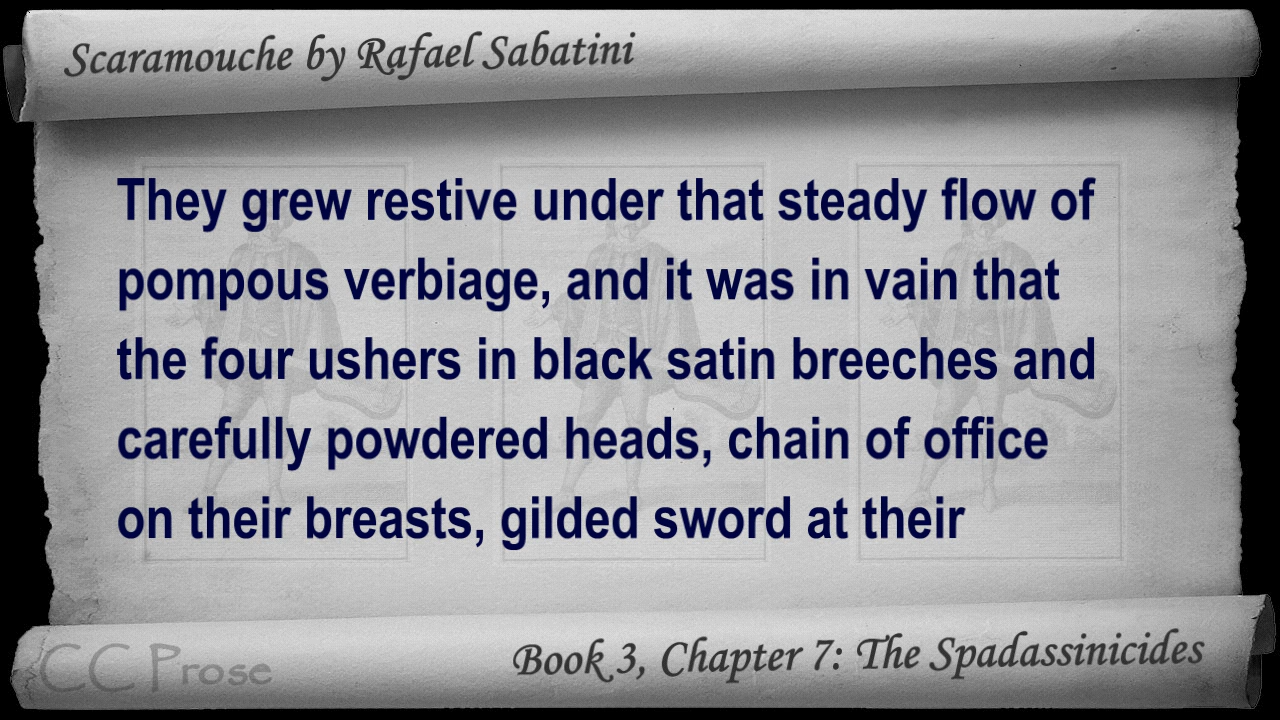 Scaramouche by Rafael Sabatini
They grew restive under that steady flow of
pompous verbiage, and it was in vain that
the four ushers in black satin breeches and
carefully powdered heads, chain of office
on their breasts, gilded sword at their
CC Prose
Book 3, Chapter 7: The Spadassinicides